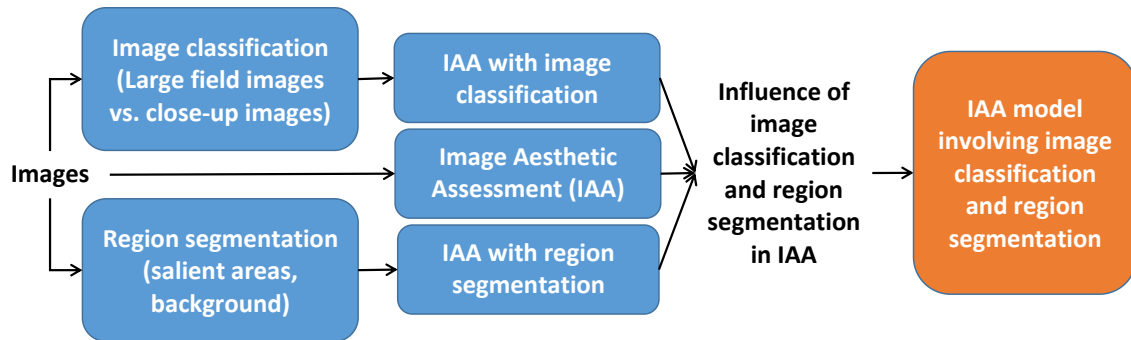 Images
Image classification
(Large field images
vs. close-up images)
Region segmentation
(salient areas,
background)
IAA with image
classification
Image Aesthetic
Assessment (IAA)
IAA with region
segmentation
Influence of
image
classification
and region
segmentation
in IAA
IAA model
involving image
classification
and region
segmentation